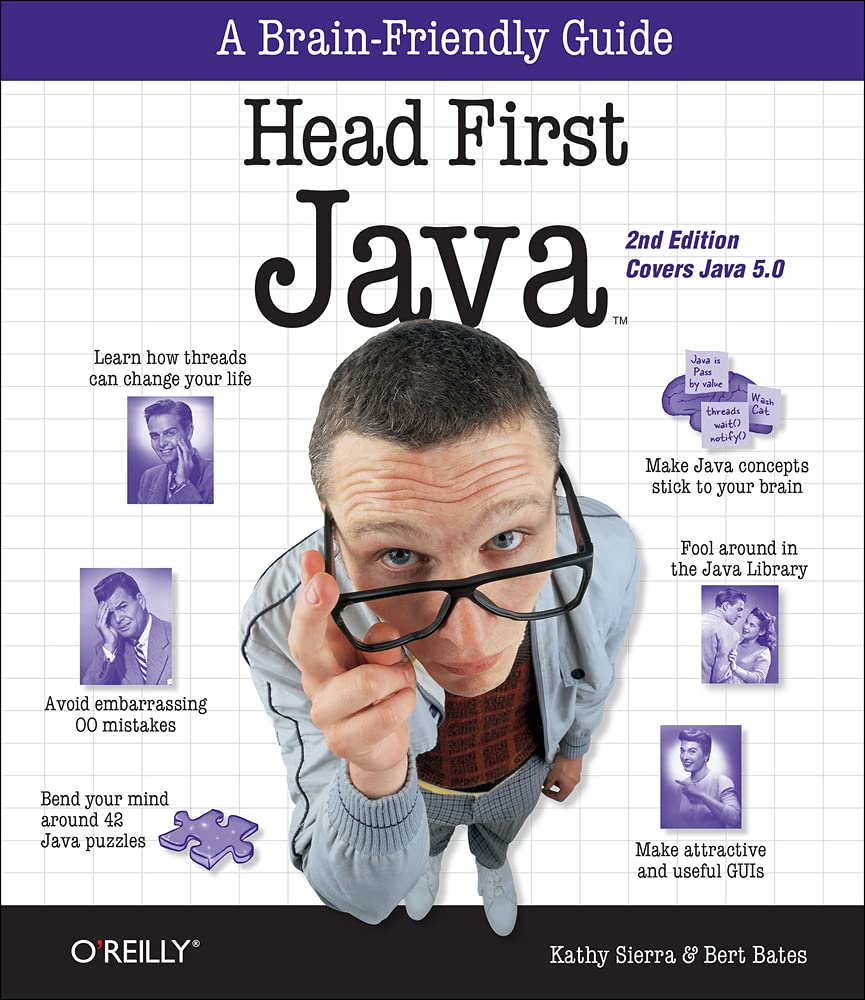 A Brain-Friendly Guide
Head First
Java™
2nd Edition
Covers Java 5.0
Learn how threads
can change your life
Java is
Pass
by value
threads
wait()
notify()
Wash
Cat
Make Java concepts
stick to your brain
Fool around in
the Java Library
Avoid embarrassing
OO mistakes
Bend your mind
around 42
Java puzzles
Make attractive
and useful GUIs
O'REILLY®
Kathy Sierra & Bert Bates